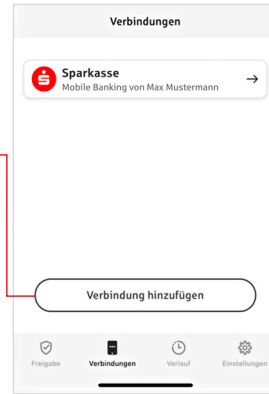 Verbindungen
Sparkasse
Mobile Banking von Max Mustermann
Verbindung hinzufügen
Freigabe Verbindungen Verlauf Einstellungen